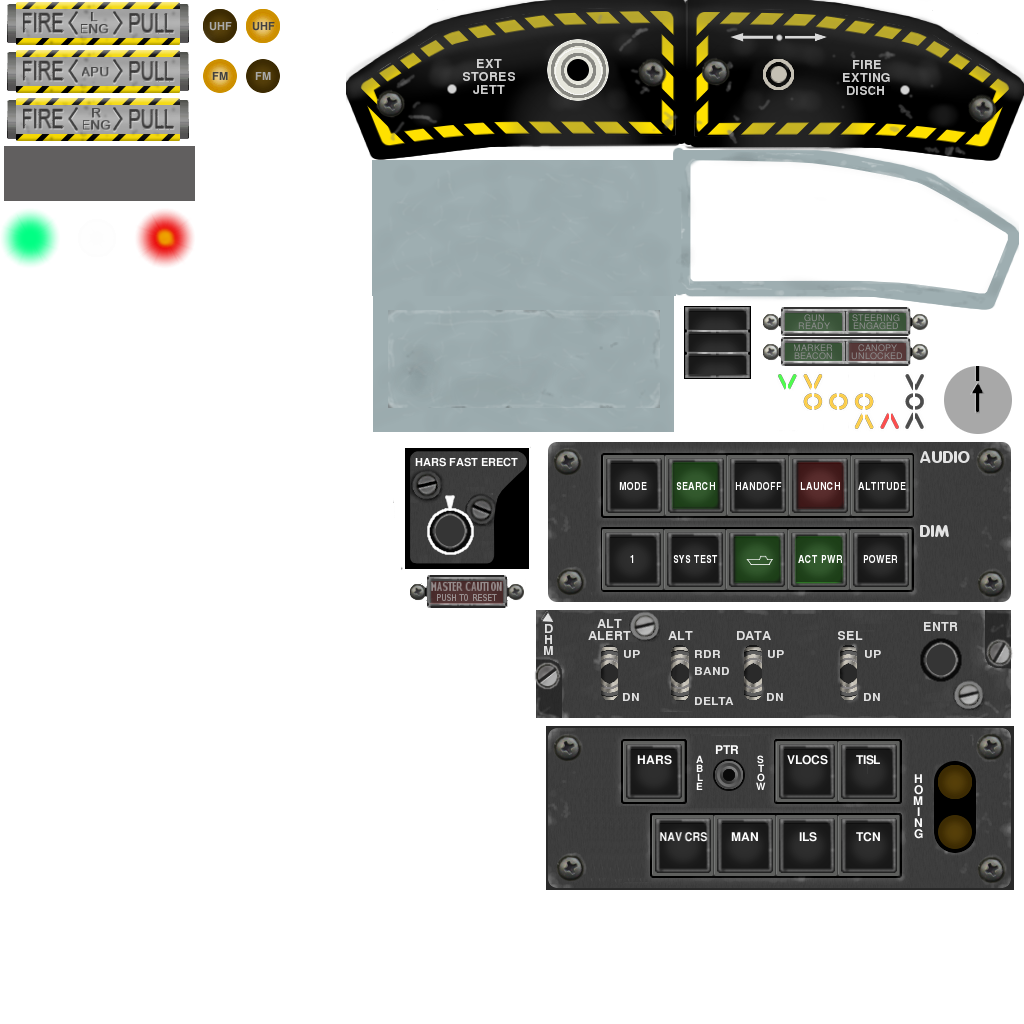 FIRE L ENG PULL
UHF UHF
FIRE APU PULL
FM FM
FIRE R ENG PULL
EXT
STORES
JETT
FIRE
EXTING
DISCH
GUN
READY
STEERING
ENGAGED
MARKER
BEACON
CANOPY
UNLOCKED
HARS FAST ERECT
MASTER CAUTION
PUSH TO RESET
AUDIO
MODE SEARCH HANDOFF LAUNCH ALTITUDE
DIM
1 SYS TEST ACT PWR POWER
DHM
ALT
ALERT
UP
DN
ALT
RDR
BAND
DELTA
DATA
UP
DN
SEL
UP
DN
ENTR
HARS
ABLE
PTR
STOW
VLOCS TISL
HOMING
NAV CRS MAN ILS TCN